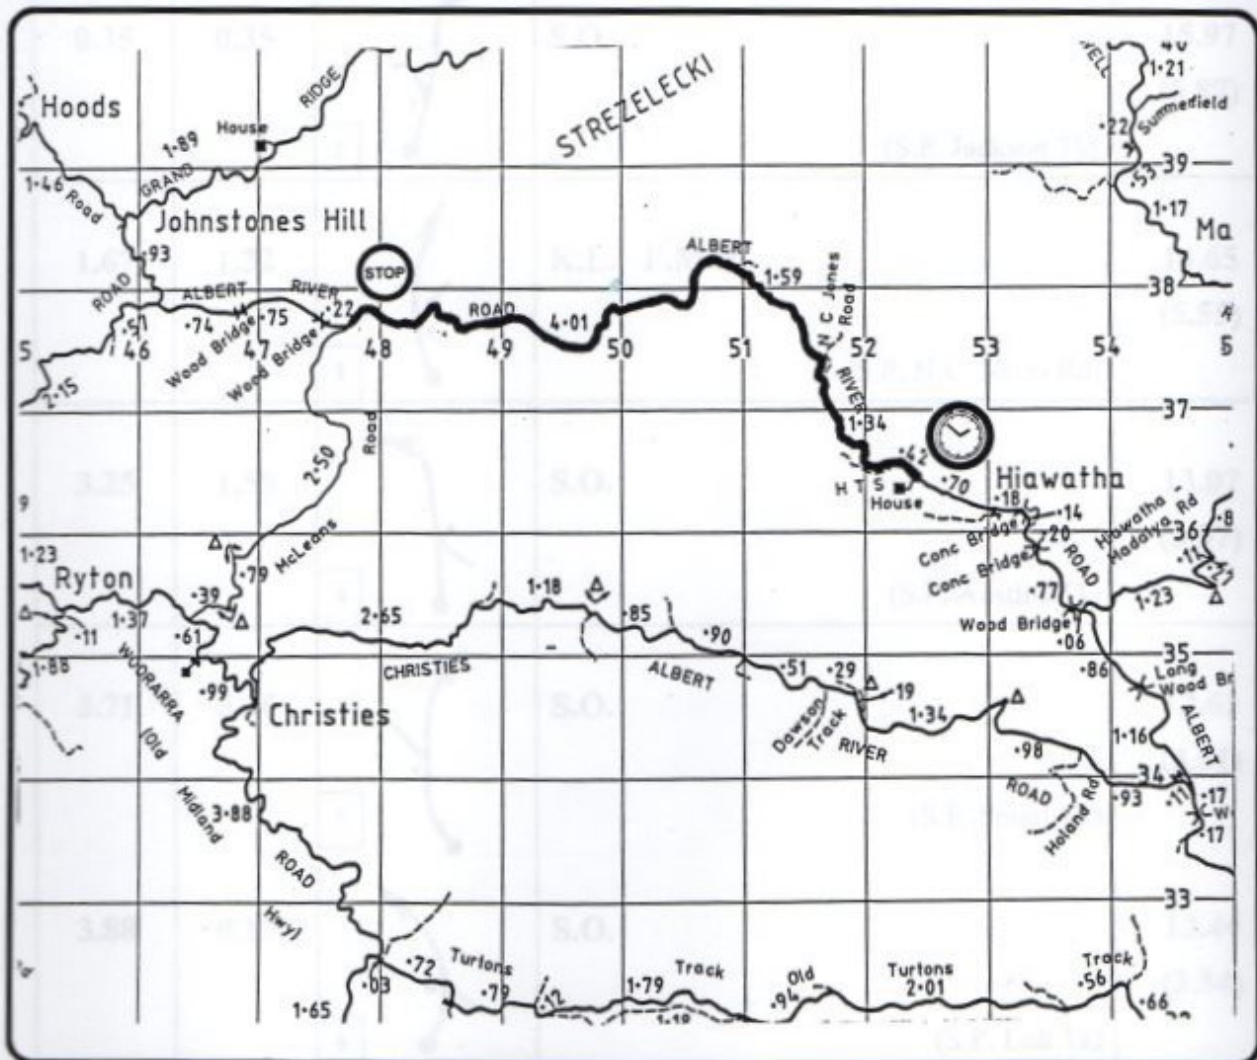 Hoods
House
RIDGE
STREZELECKI
1·21
Summerfield
·22
1·89
GRAND
39
·53
1·46
Road
1·17
Johnstones Hill
Ma
·93
STOP
ALBERT
1·59
N C Jones
Road
38
ROAD
ALBERT
RIVER
·22
ROAD
4·01
·51
·74
·75
46
47
48
49
50
51
52
53
54
5
Wood Bridge
Wood Bridge
2·15
RIVER
37
1·34
Road
2·50
·42
H T S
House
·70
Hiawatha
·18
·14
Conc Bridge
·20
36
Hiawatha
Madalya Rd
·8
Conc Bridge
ROAD
McLeans
1·23
Ryton
·79
·39
1·37
·11
·61
1·88
WOORARRA
(Old
·99
2·65
1·18
·85
·90
·77
1·23
Wood Bridge
·06
35
CHRISTIES
ALBERT
·51
·29
·19
·86
Long
Wood Br
Christies
Dawson
Track
RIVER
1·34
1·16
ALBERT
·98
34
ROAD
Holand Rd
·93
·11
·17
·17
Midland
3·88
ROAD
Hwy)
33
·72
Turtons
Track
Old
Turtons
Track
·03
·79
·12
1·79
·94
2·01
·56
·66
1·65